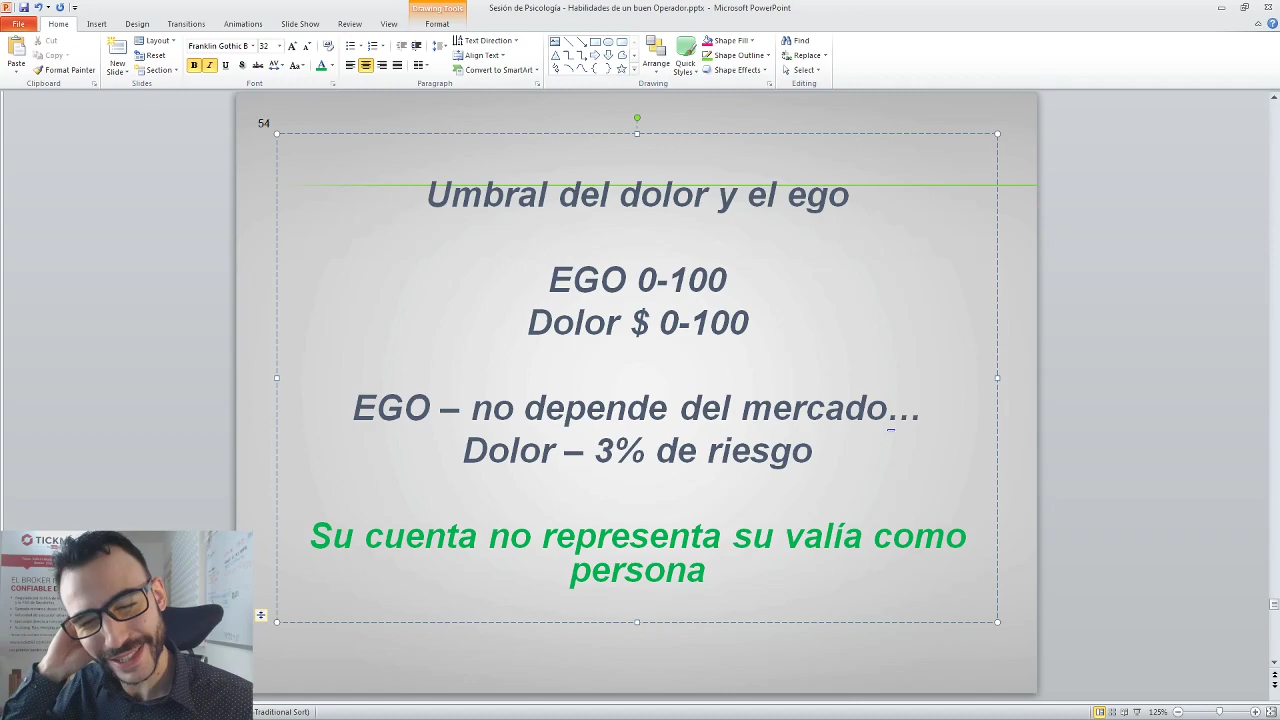 Sesión de Psicología - Habilidades de un buen Operador.pptx - Microsoft PowerPoint
Drawing Tools
File Home Insert Design Transitions Animations Slide Show Review View Format
Paste
Cut
Copy
Format Painter
Clipboard
New Slide
Layout
Reset
Section
Slides
Franklin Gothic B 32
Font
Paragraph
Text Direction
Align Text
Convert to SmartArt
Arrange
Quick Styles
Shape Fill
Shape Outline
Shape Effects
Drawing
Find
Replace
Select
Editing
54
Umbral del dolor y el ego
EGO 0-100
Dolor $ 0-100
EGO – no depende del mercado…
Dolor – 3% de riesgo
Su cuenta no representa su valía como
persona
TICKM
EL BROKER
CONFIABLE
Traditional Sort)
125%